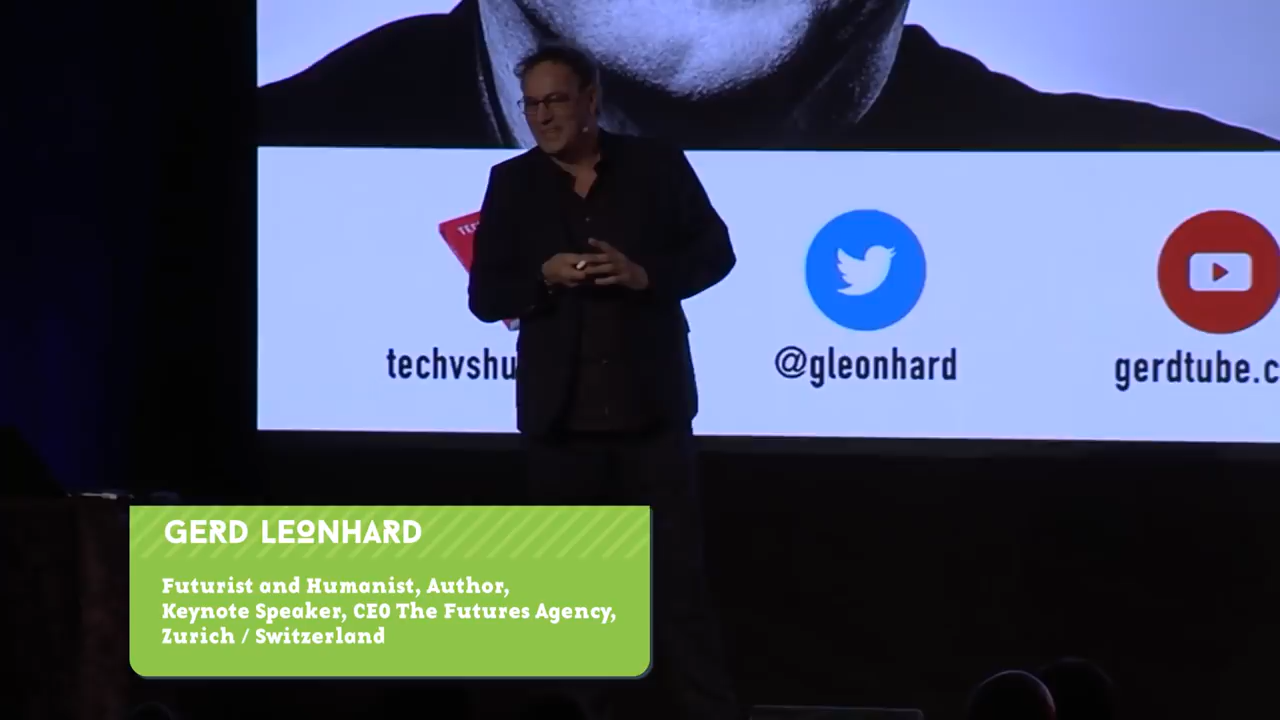 techvshu
@gleonhard
gerdtube.c
GERD LEONHARD
Futurist and Humanist, Author,
Keynote Speaker, CEO The Futures Agency,
Zurich / Switzerland